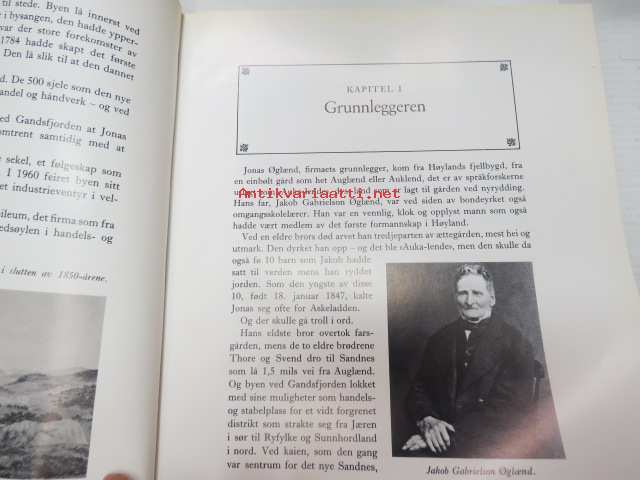 til stede. Byen lå innerst ved
i bysangen, den hadde ypper-
var der store forekomster av
1784 hadde skapt det første
Den lå slik til at den dannet
d. De 500 sjele som den nye
andel og håndverk – og ved
ved Gandsfjorden at Jonas
omtrent samtidig med at
e sekel, et følgeskap som
I 1960 feirer byen sitt
et industrieventyr i vel-
ileum, det firma som fra
edsøylen i handels- og
i slutten av 1850-årene.
KAPITEL I
Grunnleggeren
Jonas Øglænd, firmaets grunnlegger, kom fra Høylands fjellbygd, fra
en einbølt gård som het Auglænd eller Auklend, det er av språkforskerne
som er lagt til gården ved nyrydding.
Antikvariaatti.net
Hans far, Jakob Gabrielson Øglænd, var ved siden av bondeyrket også
omgangsskolelærer. Han var en vennlig, klok og opplyst mann som også
hadde vært medlem av det første formannskap i Høyland.
Ved en eldre brors død arvet han tredjeparten av ættegården, mest hei og
utmark. Den dyrket han opp – og det ble «Auka-lende», men den skulle da
også fø 10 barn som Jakob hadde
satt til verden mens han ryddet
jorden. Som den yngste av disse
10, født 18. januar 1847, kalte
Jonas seg ofte for Askeladden.
Og der skulle gå troll i ord.
Hans eldste bror overtok fars-
gården, mens de to eldre brødrene
Thore og Svend dro til Sandnes
som lå 1,5 mils vei fra Auglænd.
Og byen ved Gandsfjorden lokket
med sine muligheter som handels-
og stabelplass for et vidt forgrenet
distrikt som strakte seg fra Jæren
i sør til Ryfylke og Sunnhordland
i nord. Ved kaien, som den gang
var sentrum for det nye Sandnes,
Jakob Gabrielson Øglænd.